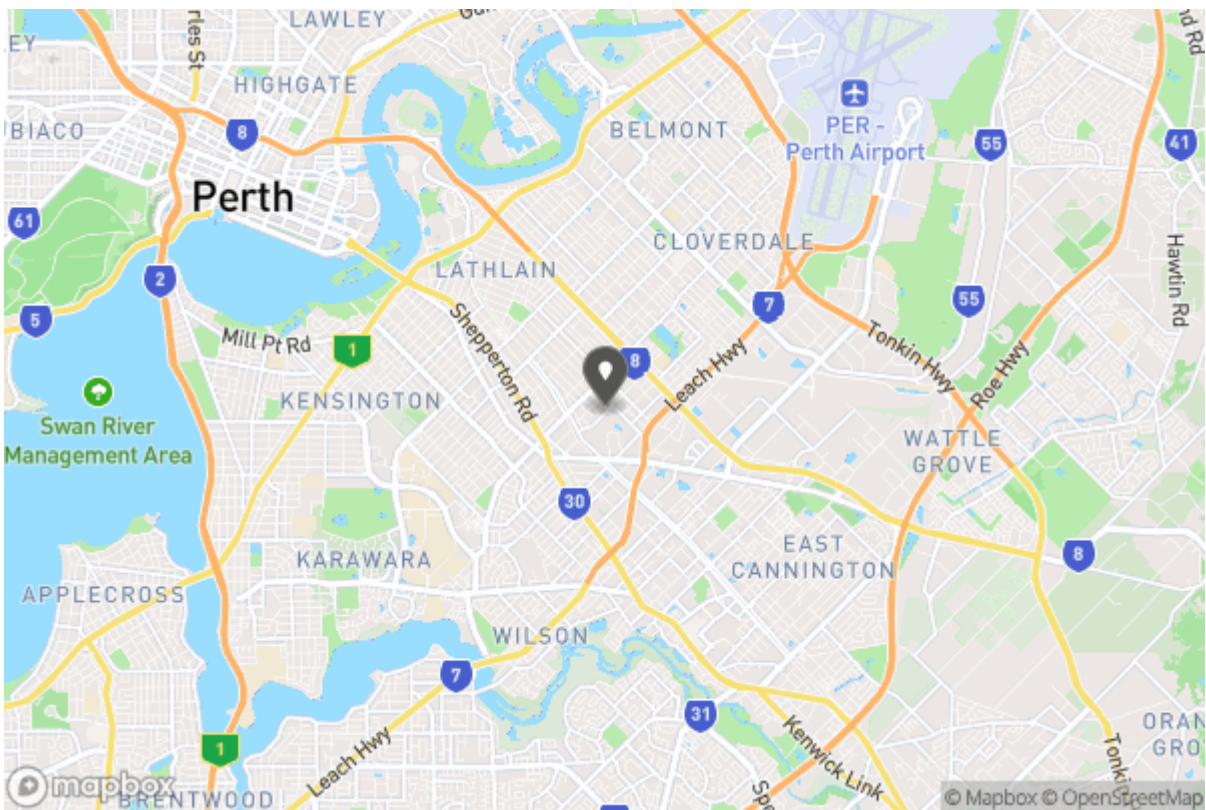 LAWLEY
HIGHGATE
8
BELMONT
PER -
Perth Airport
55
41
Perth
61
CLOVERDALE
LATHLAIN
2
5
Mill Pt Rd
1
Shepperton Rd
7
55
Hawtin Rd
Tonkin Hwy
Roe Hwy
8
Leach Hwy
KENSINGTON
Swan River
Management Area
WATTLE
GROVE
30
KARAWARA
EAST
CANNINGTON
8
APPLECROSS
WILSON
7
31
1
Leach Hwy
Kenwick Link
mapbox
BRENTWOOD
© Mapbox © OpenStreetMap